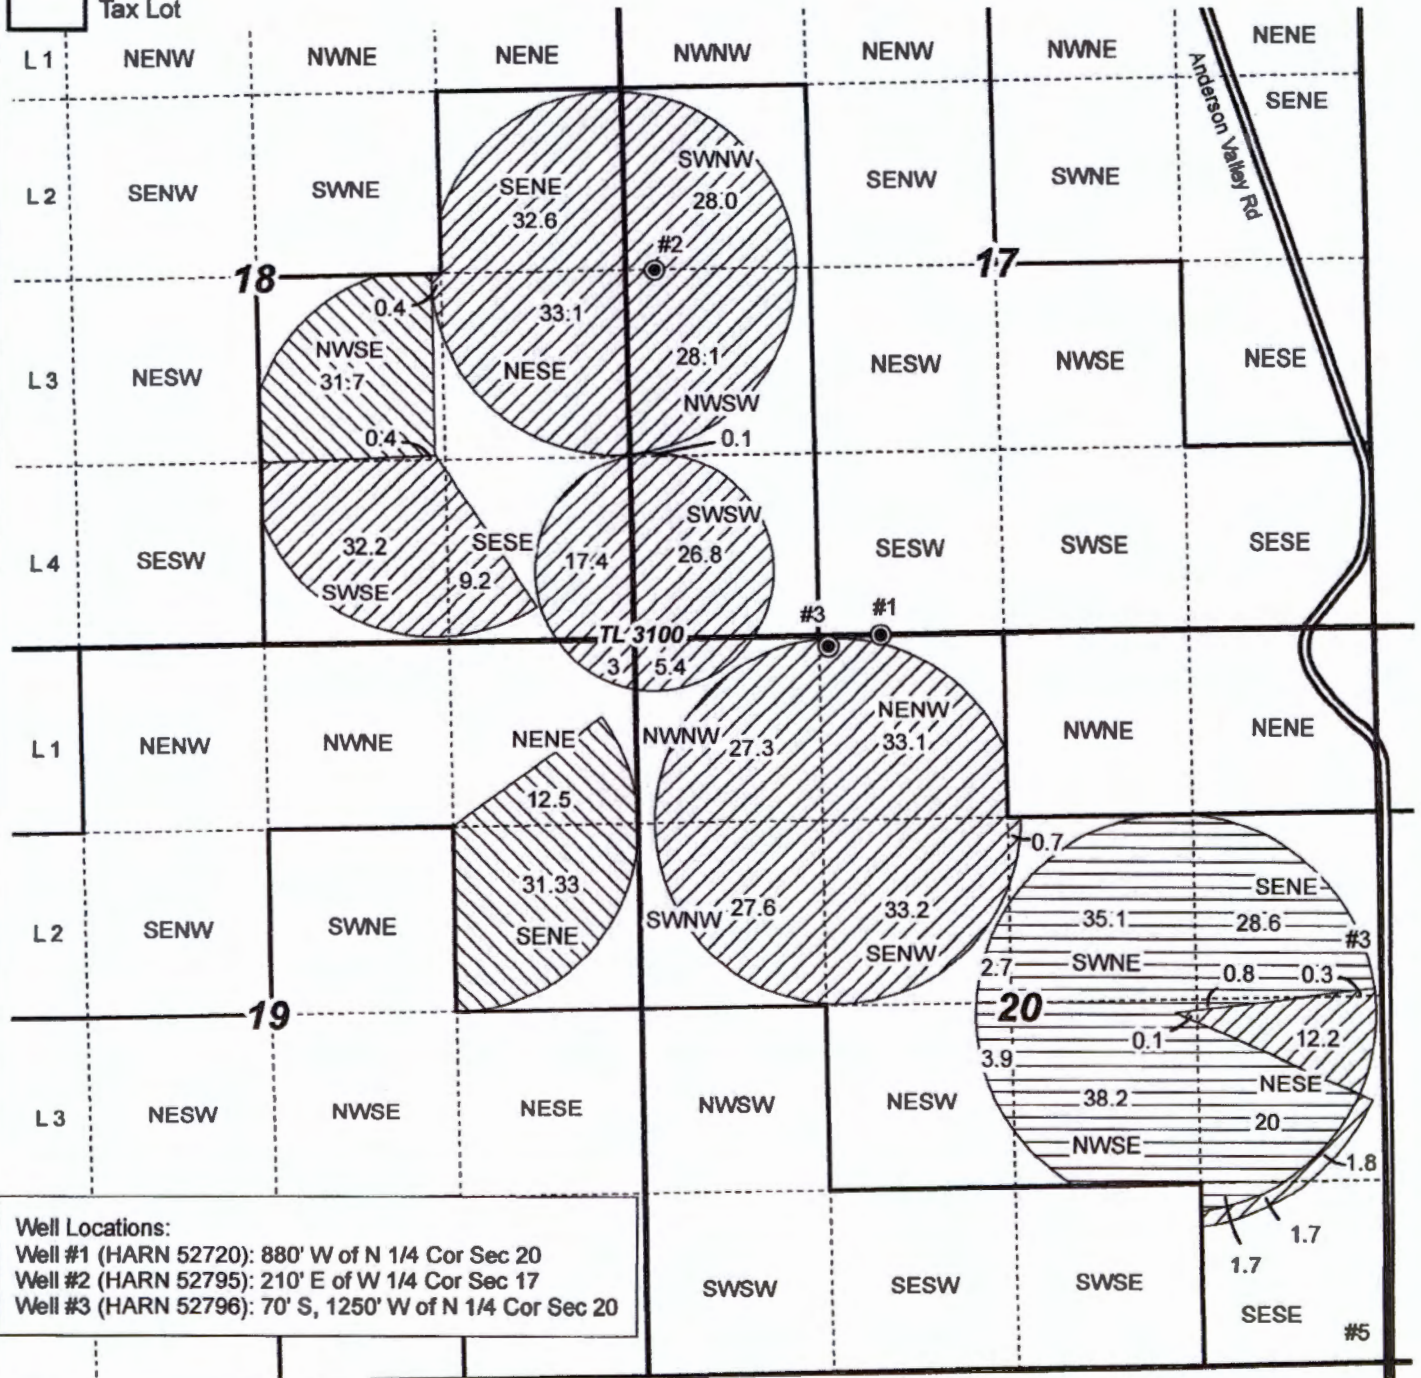 Tax Lot
L 1 NENW NWNE NENE NWNW NENW NWNE NENE
Anderson Valley Rd
SENE
L 2 SENW SWNE SENE SWNW SENW SWNE
32.6 28.0
#2
18 17
0.4 33.1
L 3 NESW NWSE NESE 28.1 NESW NWSE NESE
31.7 NWSW
0.4 0.1
L 4 SESW 32.2 SESE 17.4 SWSW SESW SWSE SESE
26.8
SWSE 9.2
#3 #1
TL 3100
3 5.4
L 1 NENW NWNE NENE NWNW 27.3 NENW NWNE NENE
33.1
12.5
0.7
31.33 SENE
L 2 SENW SWNE SENE SWNW 27.6 33.2 35.1 28.6
SENW #3
2.7 SWNE 0.8 0.3
19 20
0.1 12.2
3.9
L 3 NESW NWSE NESE NWSW NESW 38.2 NESE
20
NWSE
1.8
1.7
1.7
Well Locations:
Well #1 (HARN 52720): 880' W of N 1/4 Cor Sec 20
Well #2 (HARN 52795): 210' E of W 1/4 Cor Sec 17
Well #3 (HARN 52796): 70' S, 1250' W of N 1/4 Cor Sec 20
SWSW SESW SWSE
SESE
#5